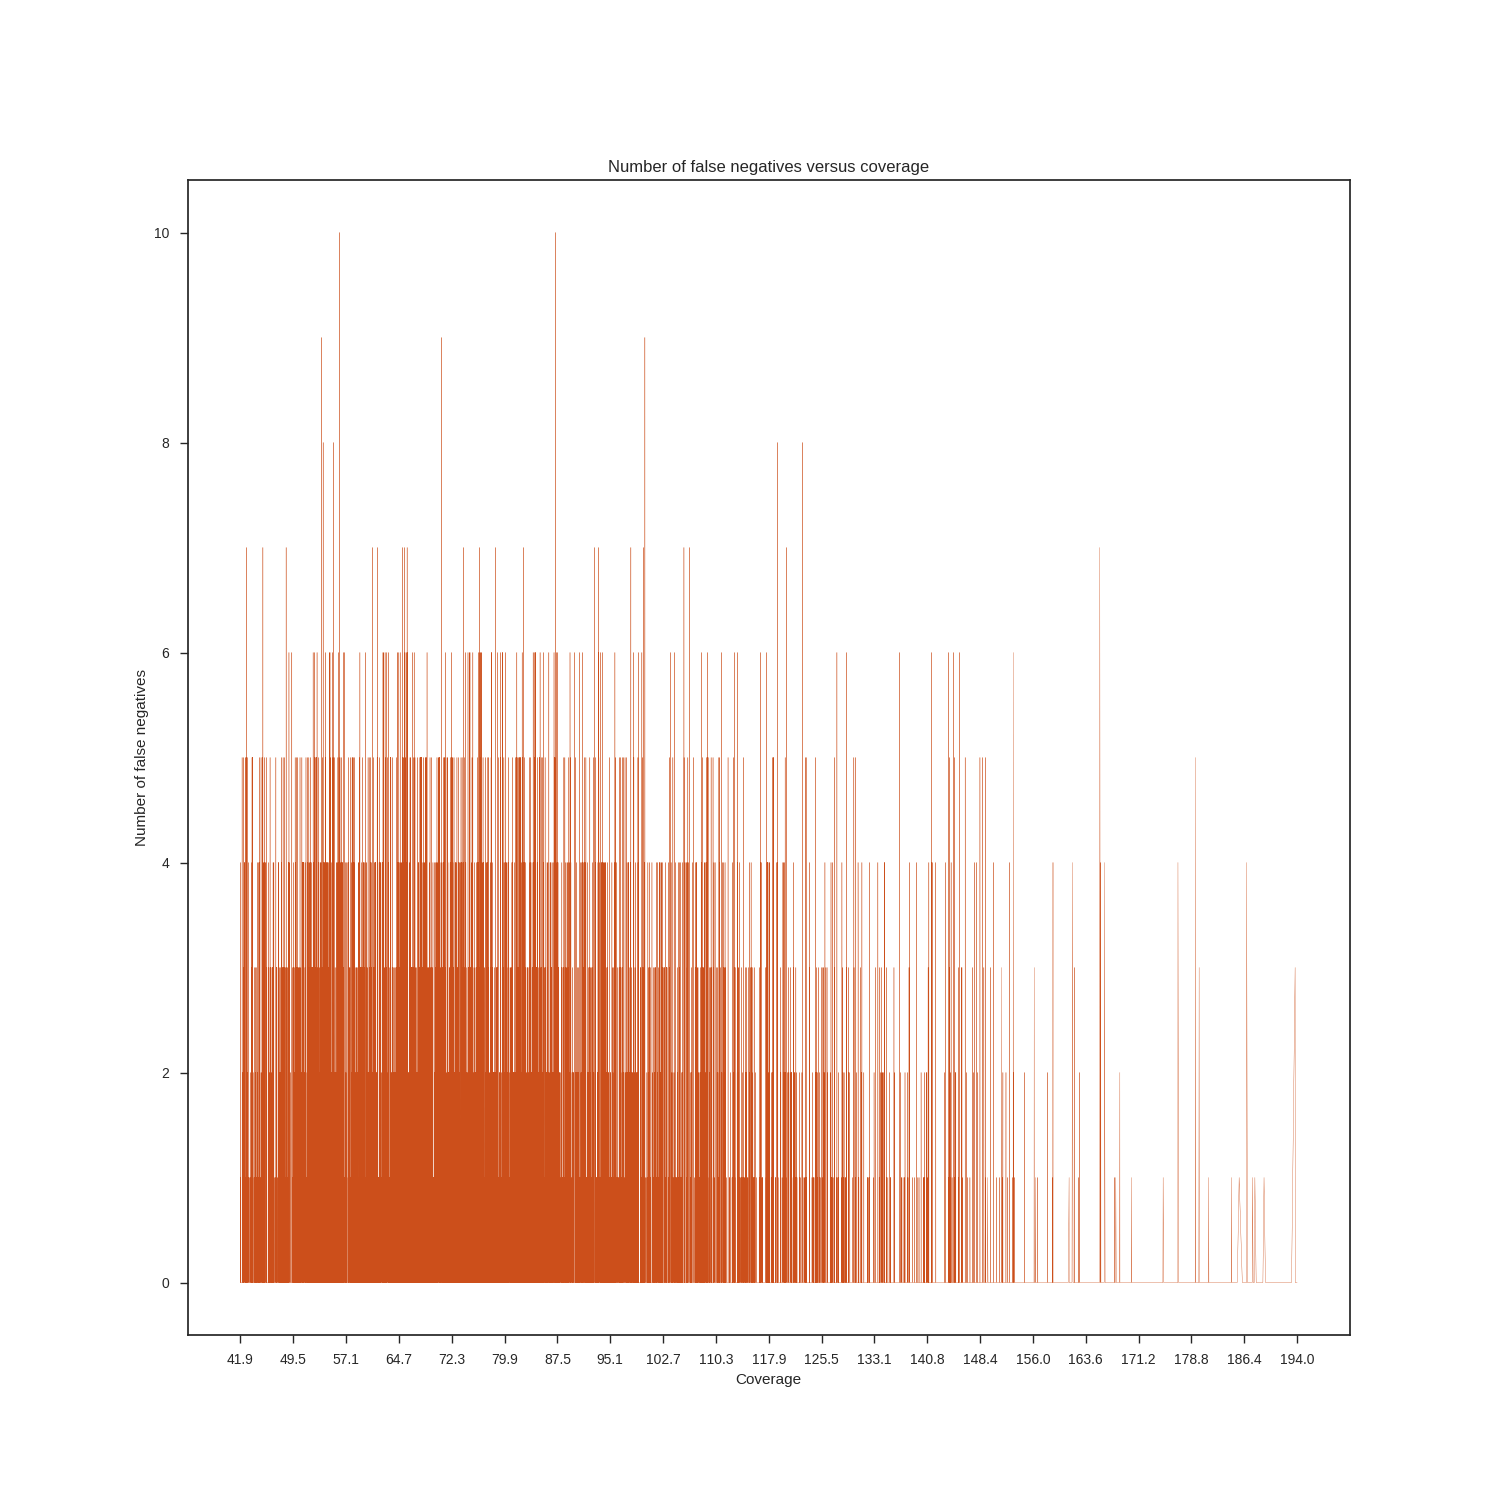 Number of false negatives versus coverage
10
8
6
4
2
0
Number of false negatives
41.9 49.5 57.1 64.7 72.3 79.9 87.5 95.1 102.7 110.3 117.9 125.5 133.1 140.8 148.4 156.0 163.6 171.2 178.8 186.4 194.0
Coverage